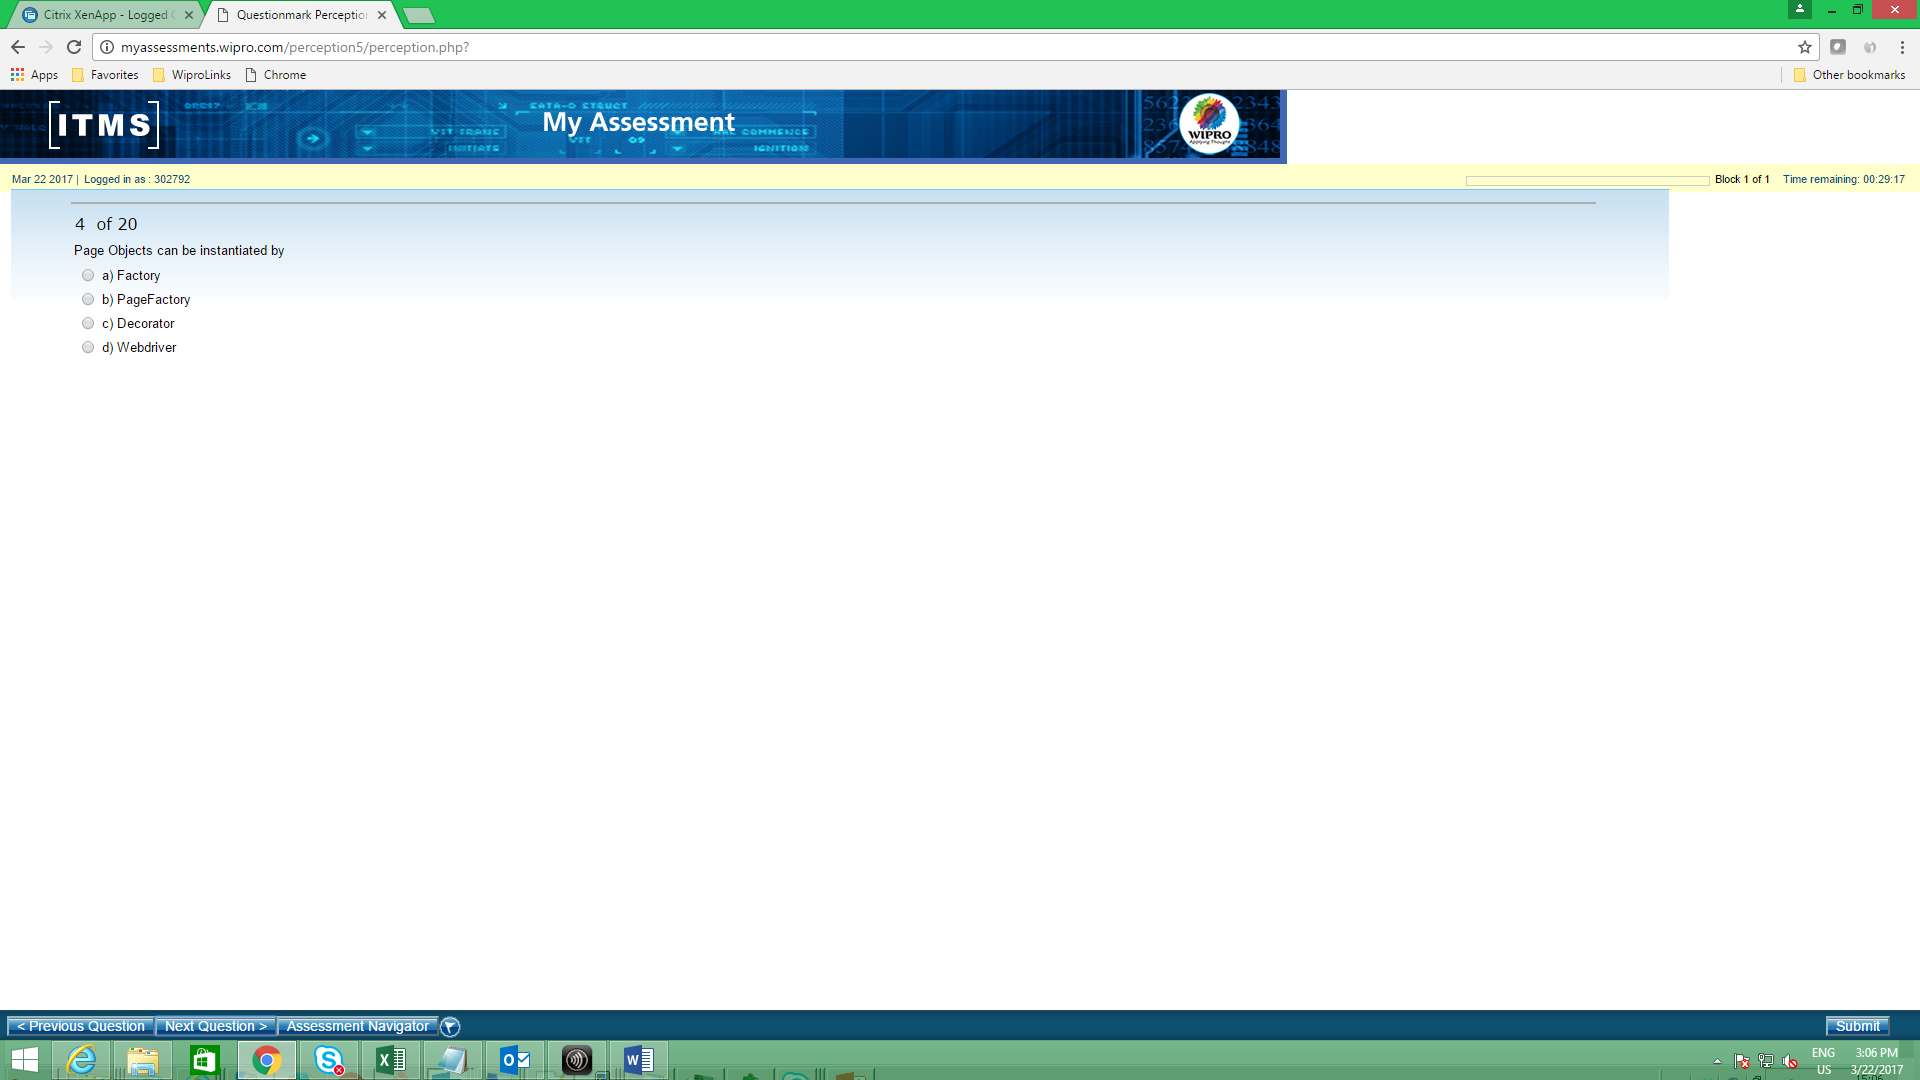 Citrix XenApp - Logged
Questionmark Perception
myassessments.wipro.com/perception5/perception.php?
Apps
Favorites
WiproLinks
Chrome
Other bookmarks
ITMS
My Assessment
WIPRO
Applying Thought
Mar 22 2017 | Logged in as : 302792
Block 1 of 1
Time remaining: 00:29:17
4 of 20
Page Objects can be instantiated by
a) Factory
b) PageFactory
c) Decorator
d) Webdriver
< Previous Question
Next Question >
Assessment Navigator
Submit
ENG
US
3:06 PM
3/22/2017